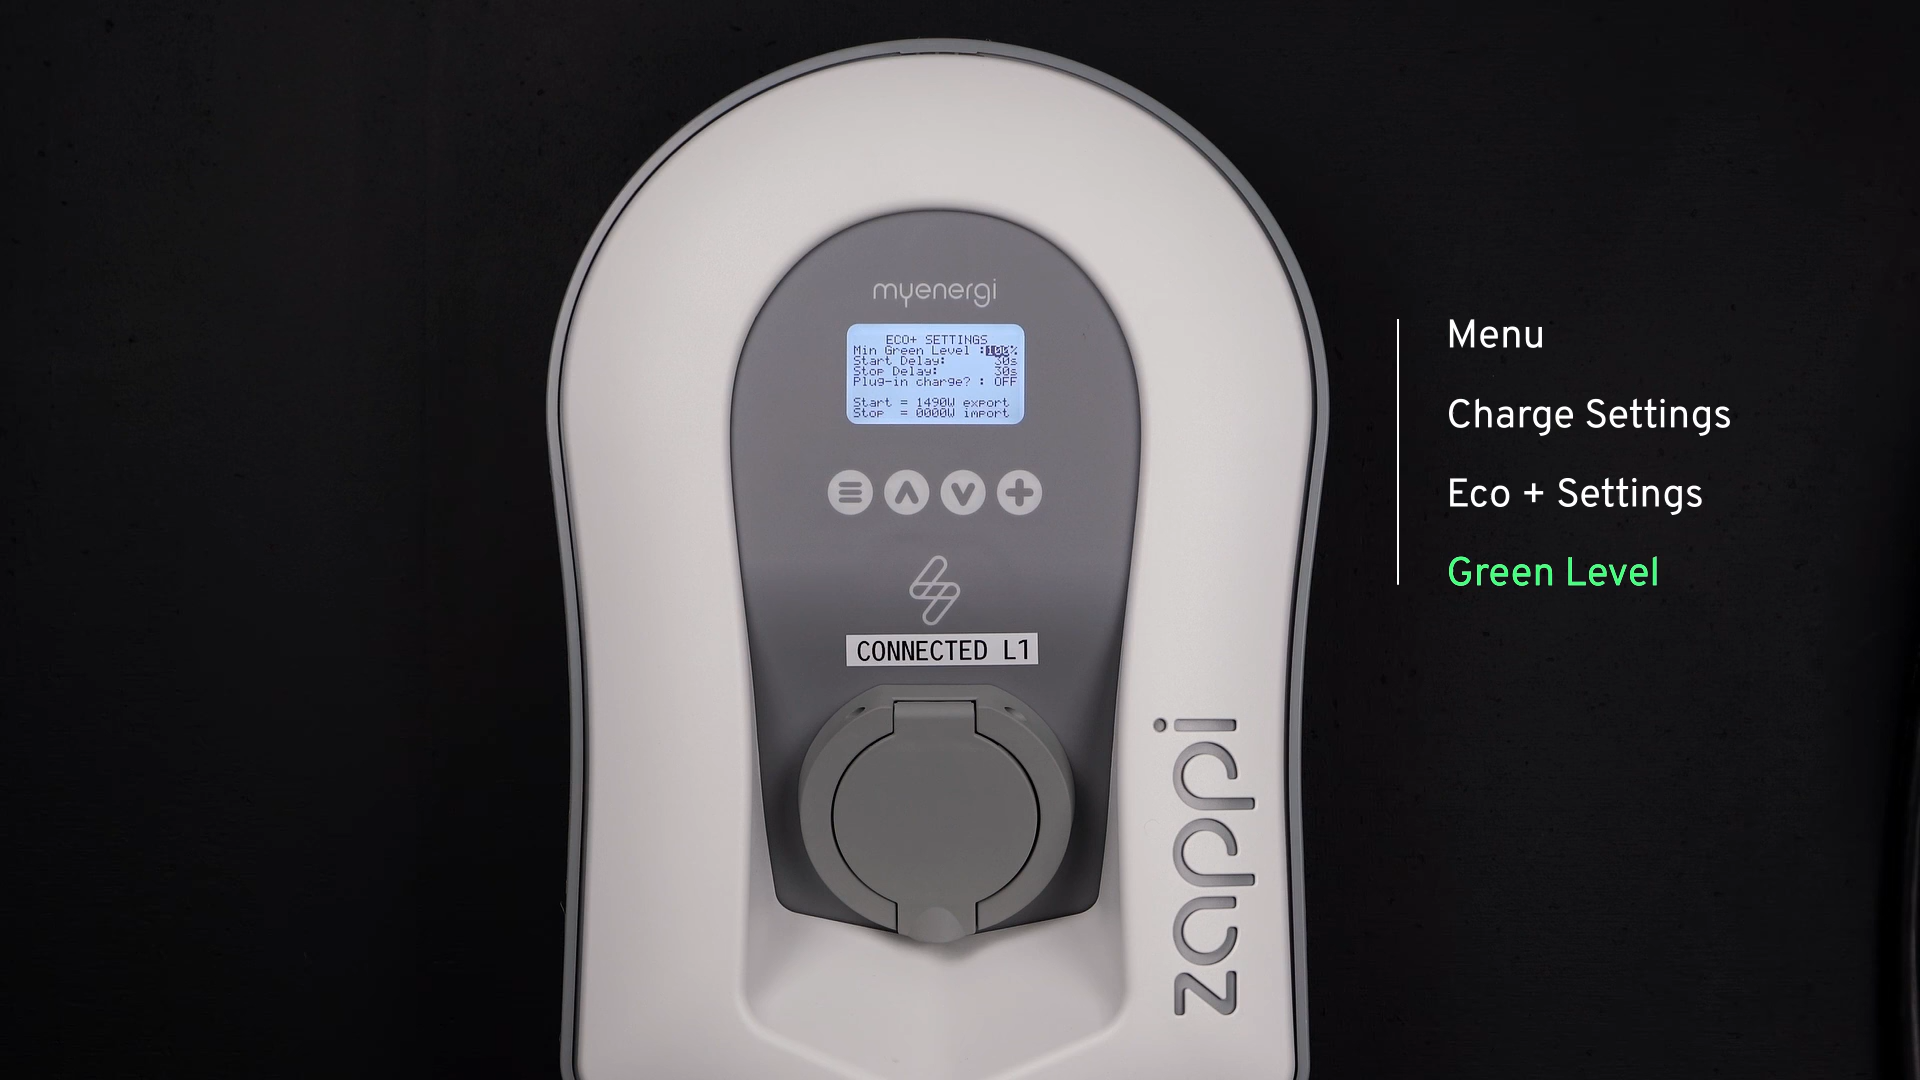 myenergi
ECO+ SETTINGS
Min Green Level :100%
Start Delay: 30s
Stop Delay: 30s
Plug-in charge? : OFF
Start = 1490W export
Stop = 0000W import
CONNECTED L1
zappi
Menu
Charge Settings
Eco + Settings
Green Level